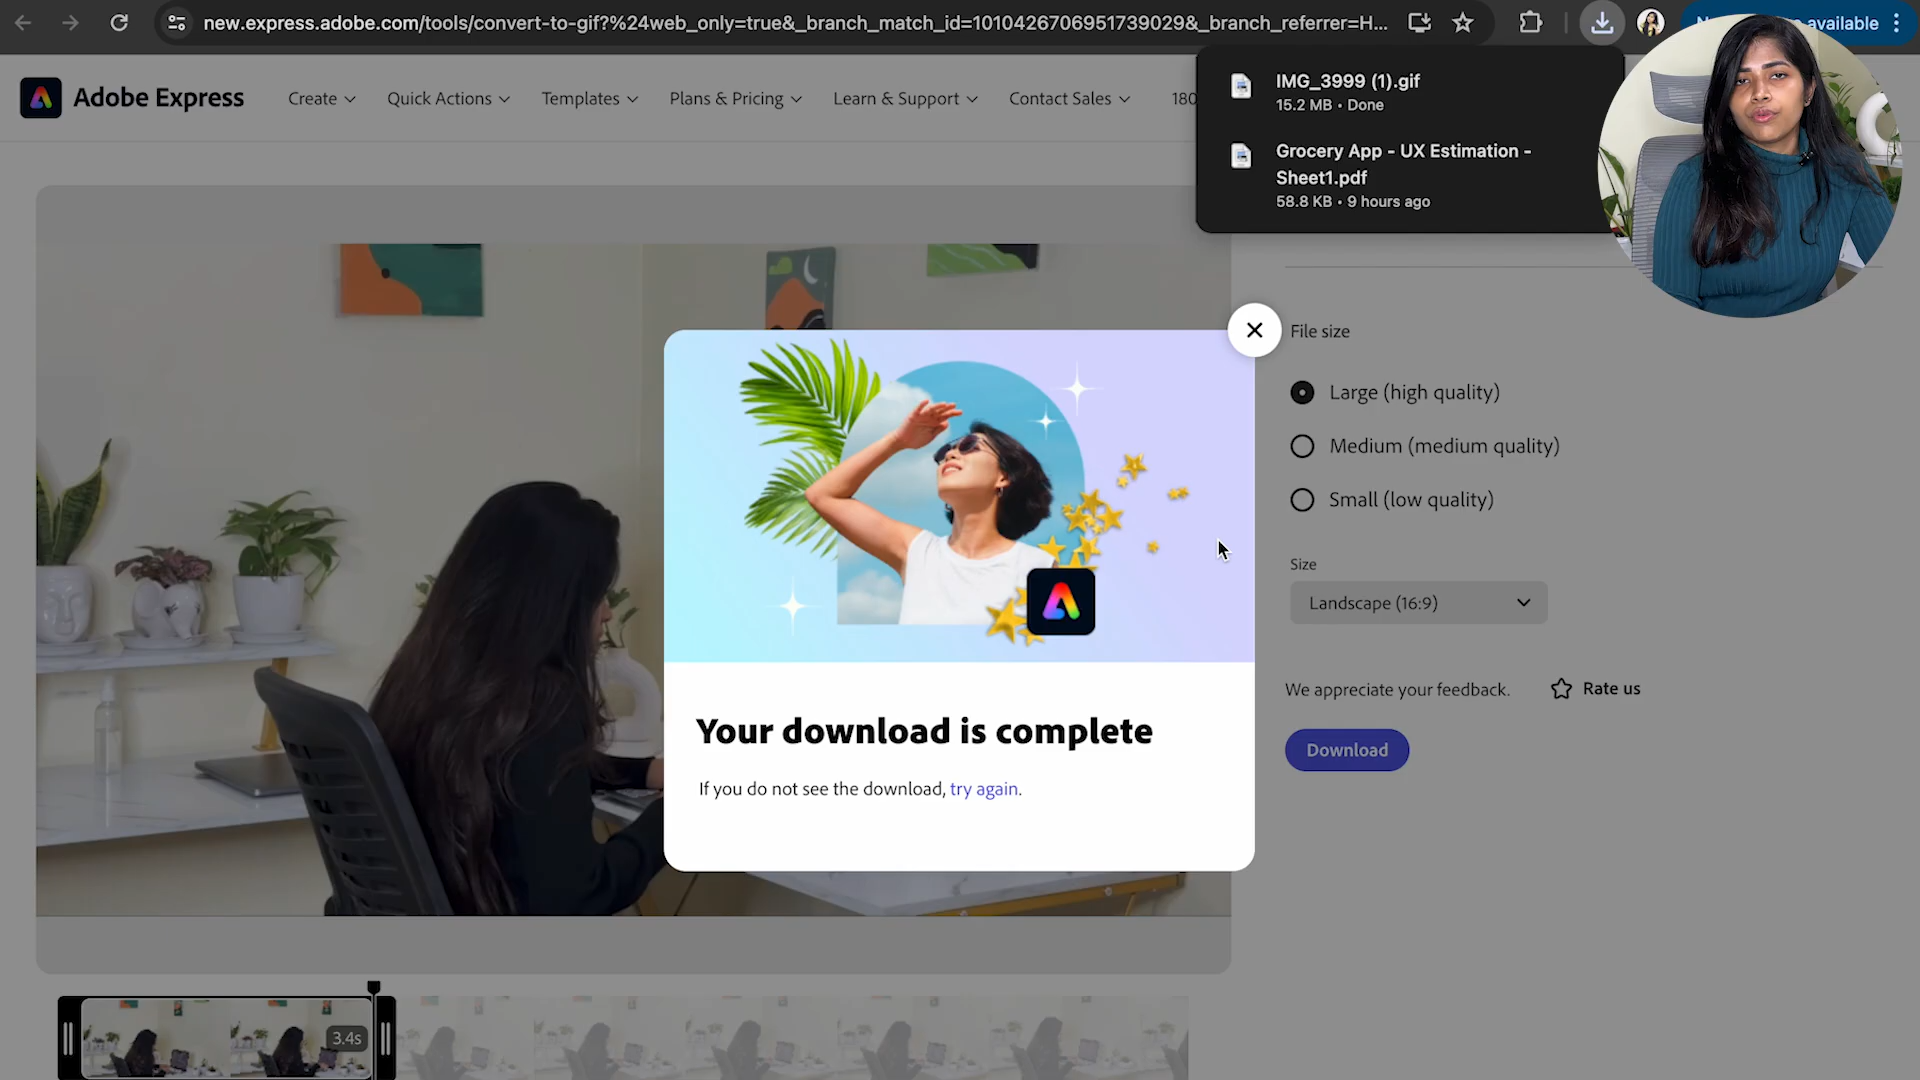 new.express.adobe.com/tools/convert-to-gif?%24web_only=true&_branch_match_id=1010426706951739029&_branch_referrer=H...
available
Adobe Express
Create
Quick Actions
Templates
Plans & Pricing
Learn & Support
Contact Sales
180
IMG_3999 (1).gif
15.2 MB • Done
Grocery App - UX Estimation -
Sheet1.pdf
58.8 KB • 9 hours ago
File size
Large (high quality)
Medium (medium quality)
Small (low quality)
Size
Landscape (16:9)
We appreciate your feedback.
Rate us
Download
Your download is complete
If you do not see the download, try again.
3.4s